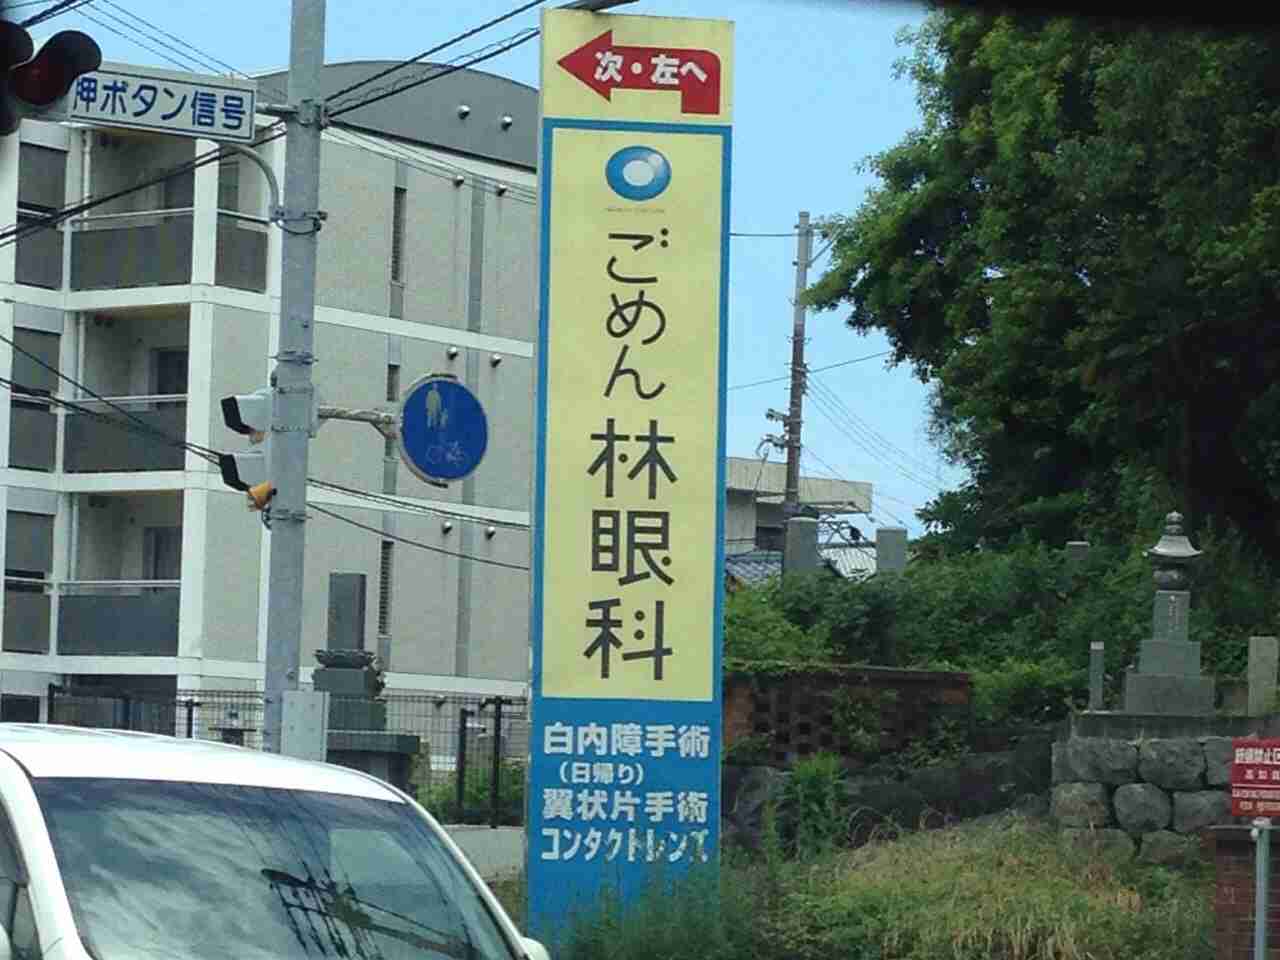 押ボタン信号
次・左へ
ごめん林眼科
白内障手術
(日帰り)
翼状片手術
コンタクトレンズ